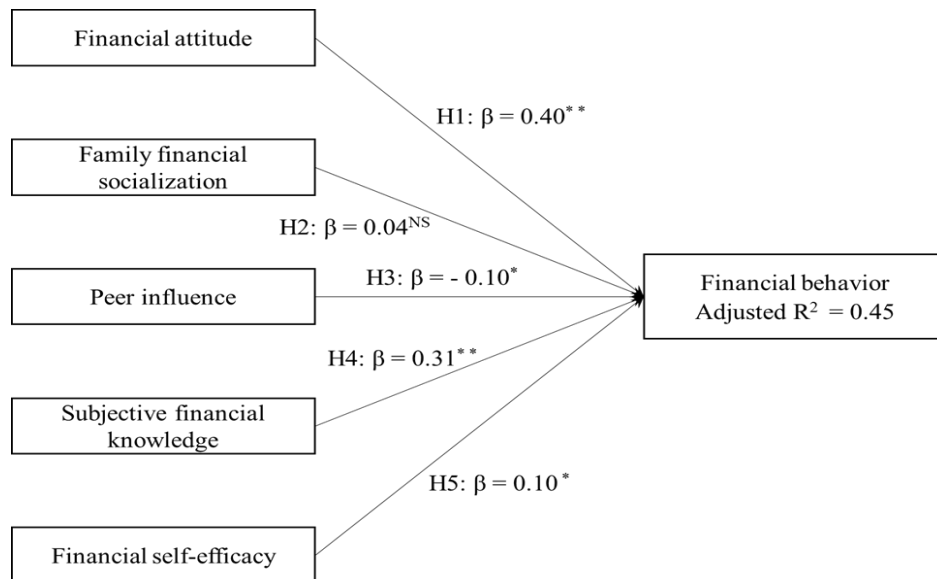 Financial attitude
H1: β = 0.40**
Family financial
socialization
H2: β = 0.04NS
H3: β = - 0.10*
Peer influence
Financial behavior
Adjusted R2 = 0.45
H4: β = 0.31**
Subjective financial
knowledge
H5: β = 0.10*
Financial self-efficacy